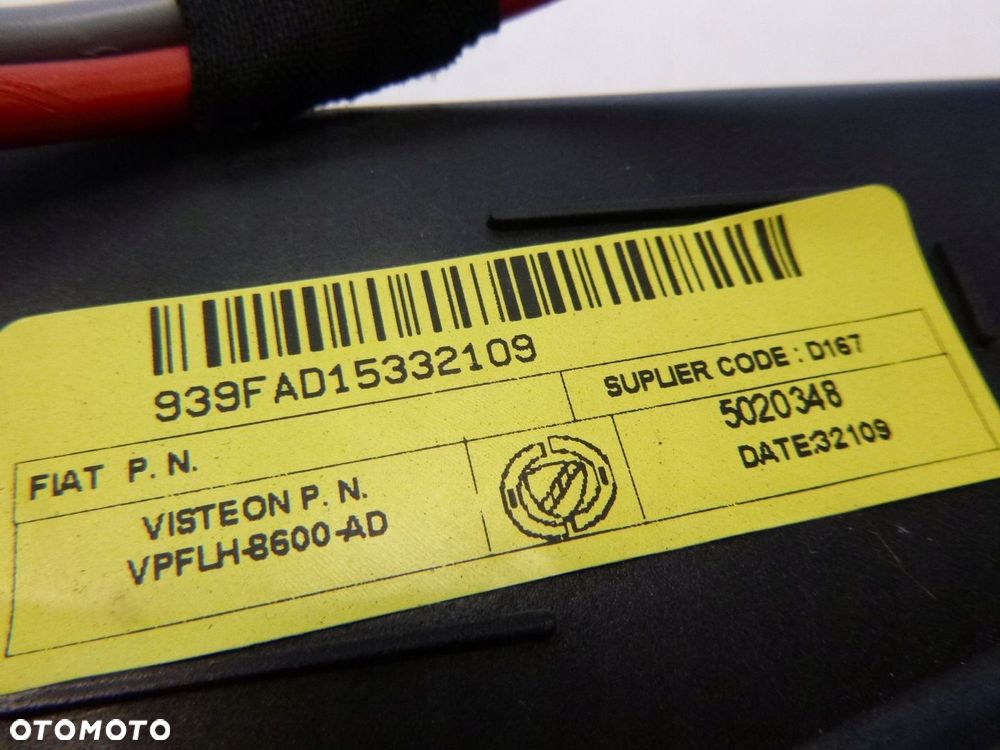 939FAD15332109
SUPLIER CODE : D167
FIAT P. N.
5020348
VISTEON P. N.
DATE:32109
VPFLH-8600-AD
OTOMOTO